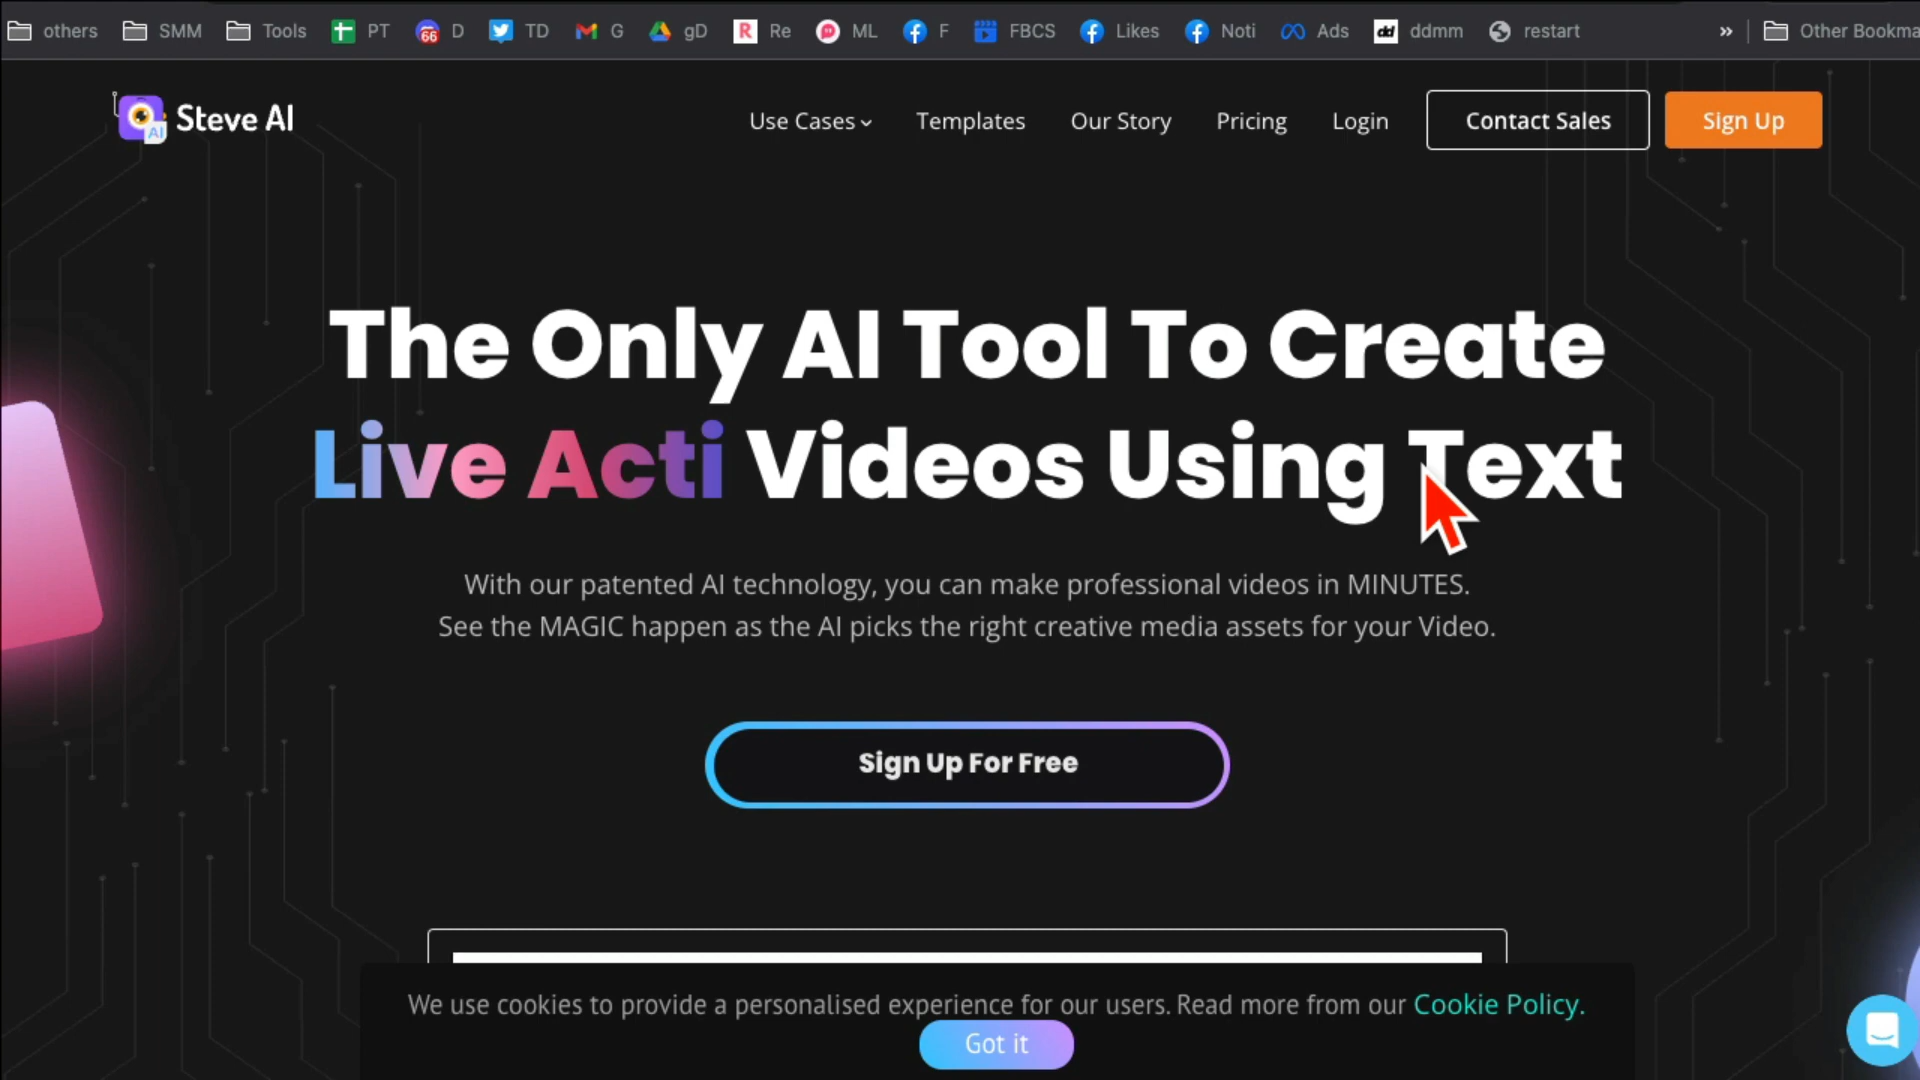 others SMM Tools PT 66 D TD G gD R Re ML F FBCS Likes Noti Ads dd ddmm restart » Other Bookma
AI Steve AI Use Cases Templates Our Story Pricing Login Contact Sales Sign Up
The Only AI Tool To Create
Live Acti Videos Using Text
With our patented AI technology, you can make professional videos in MINUTES.
See the MAGIC happen as the AI picks the right creative media assets for your Video.
Sign Up For Free
We use cookies to provide a personalised experience for our users. Read more from our Cookie Policy.
Got it